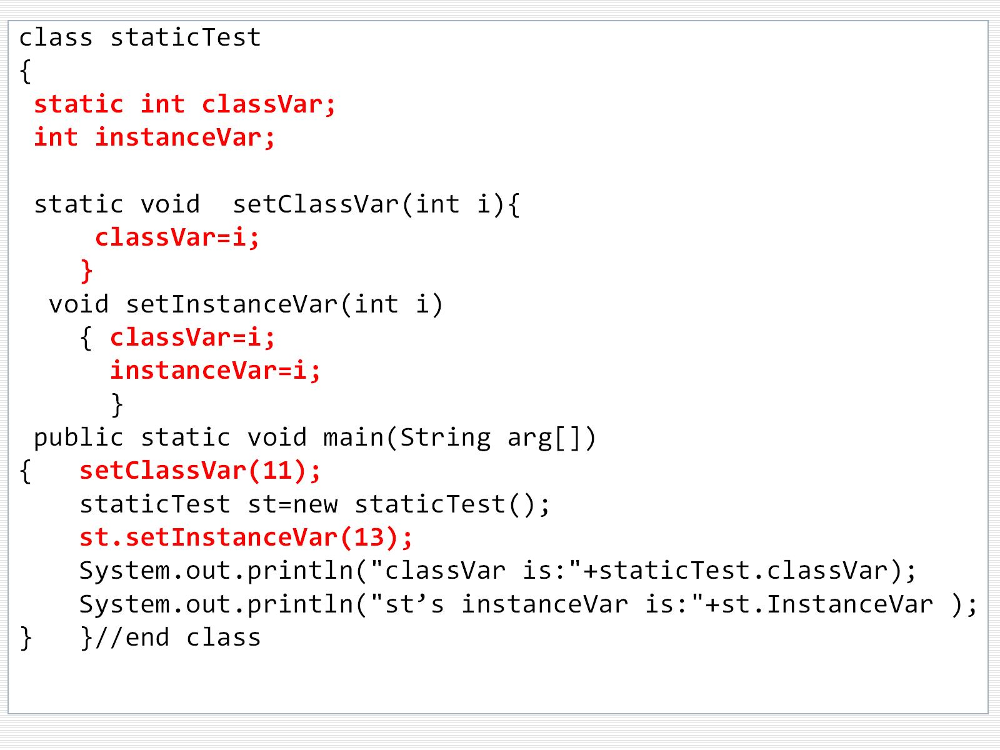 class staticTest
{
static int classVar;
int instanceVar;
static void  setClassVar(int i){
classVar=i;
}
void setInstanceVar(int i)
{ classVar=i;
instanceVar=i;
}
public static void main(String arg[])
{   setClassVar(11);
staticTest st=new staticTest();
st.setInstanceVar(13);
System.out.println("classVar is:"+staticTest.classVar);
System.out.println("st’s instanceVar is:"+st.InstanceVar );
}   }//end class